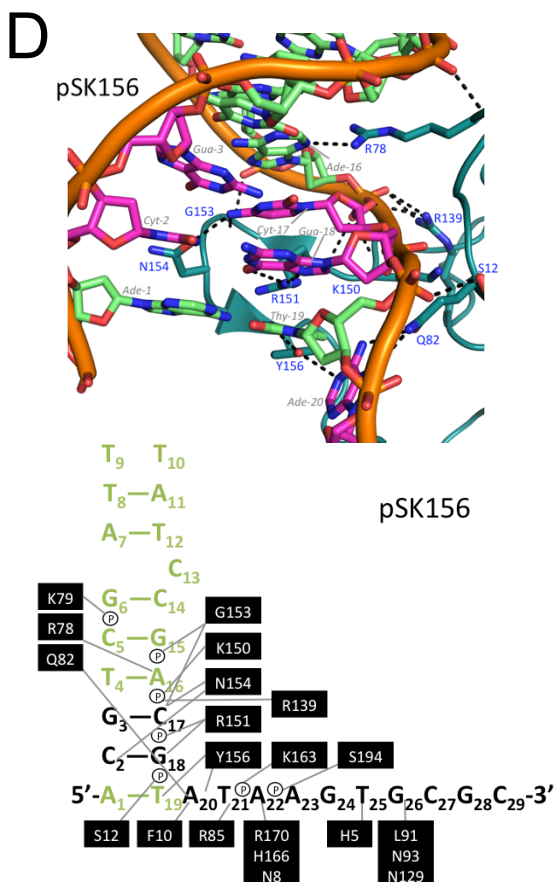 D
pSK156
Gua-3
R78
Ade-16
G153
Cyt-2
Cyt-17
Gua-18
R139
N154
S12
Ade-1
R151
K150
Thy-19
Q82
Y156
Ade-20
pSK156
T9 T10
T8—A11
A7—T12
C13
K79
G6—C14
G153
P
R78
C5—G15
P
K150
Q82
T4—A16
N154
P
R139
G3—C17
P
R151
C2—G18
P
Y156
K163
S194
5’-A1—T19 A20 T21 P A22 P A23 G24 T25 G26 C27 G28 C29-3’
S12
F10
R85
R170
H166
N8
H5
L91
N93
N129